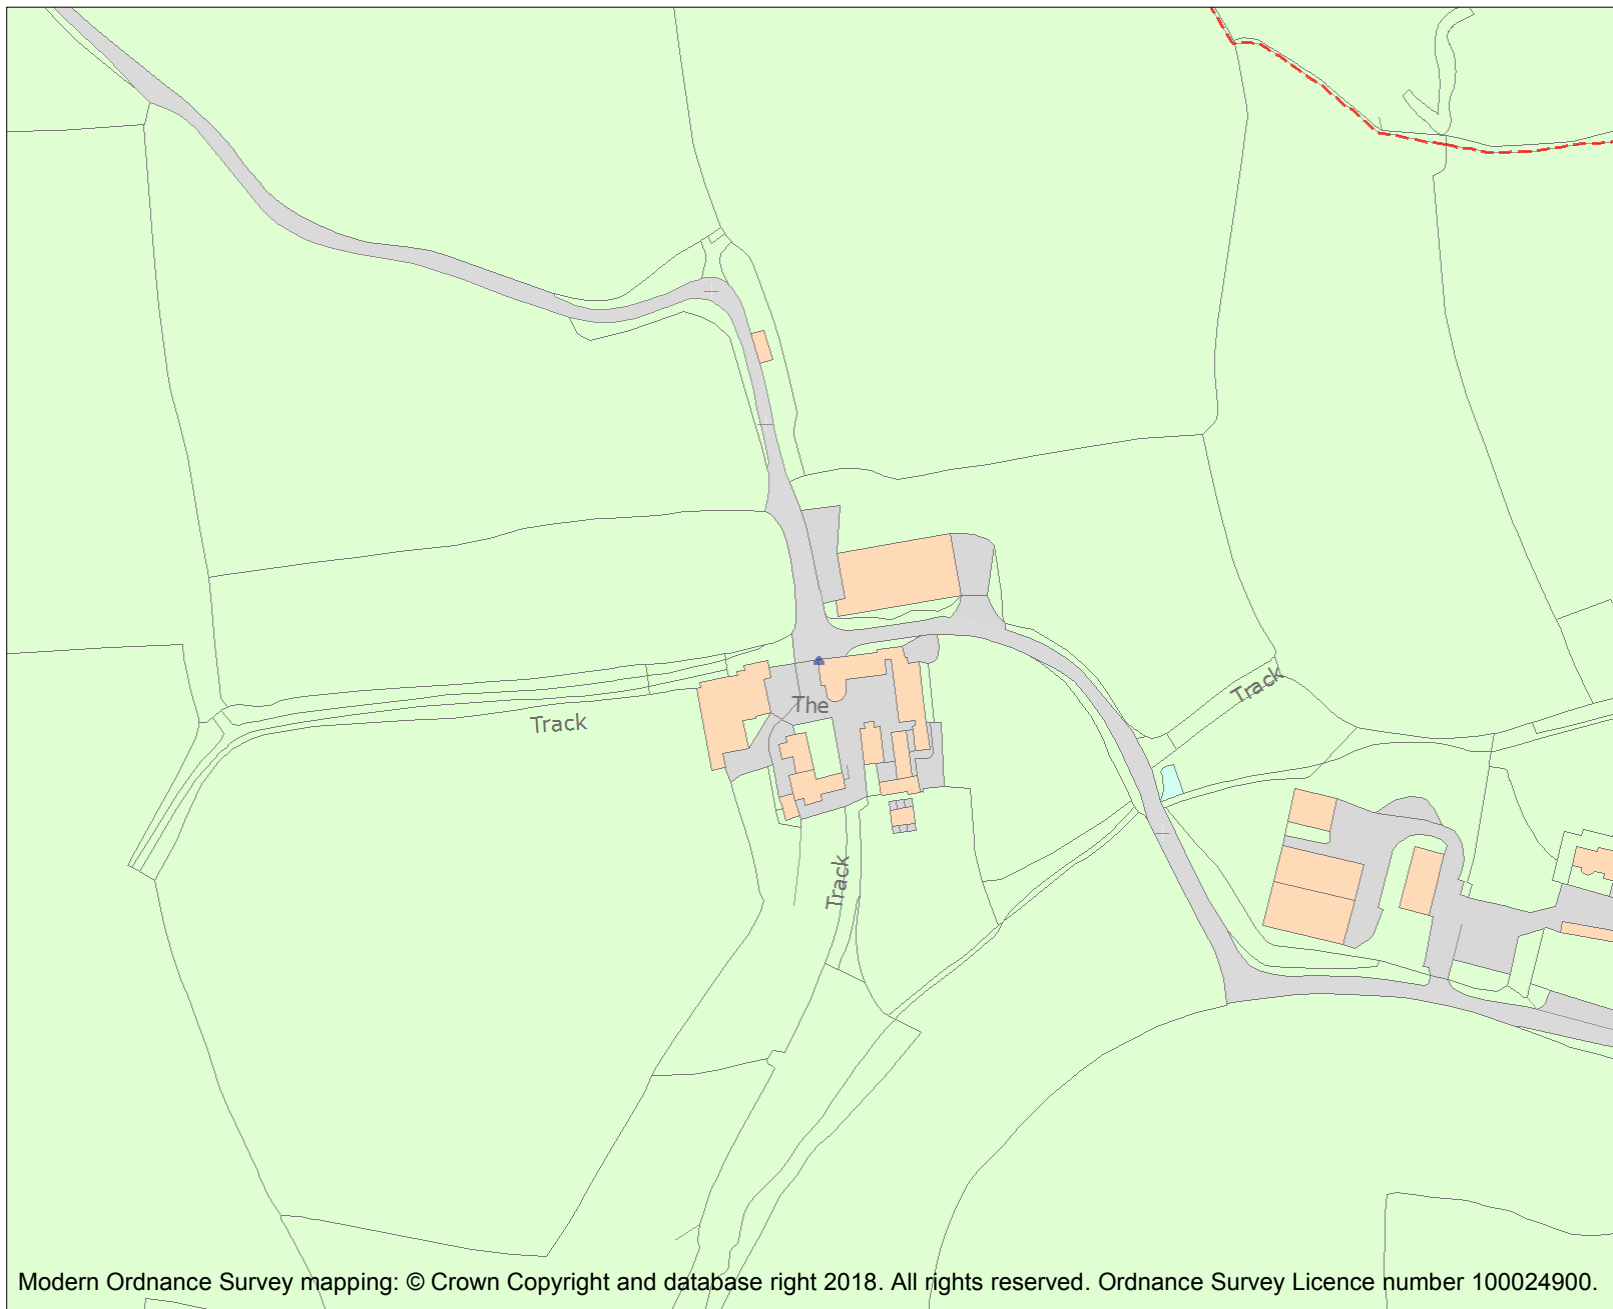 Track
The
Track
Track
Modern Ordnance Survey mapping: © Crown Copyright and database right 2018. All rights reserved. Ordnance Survey Licence number 100024900.